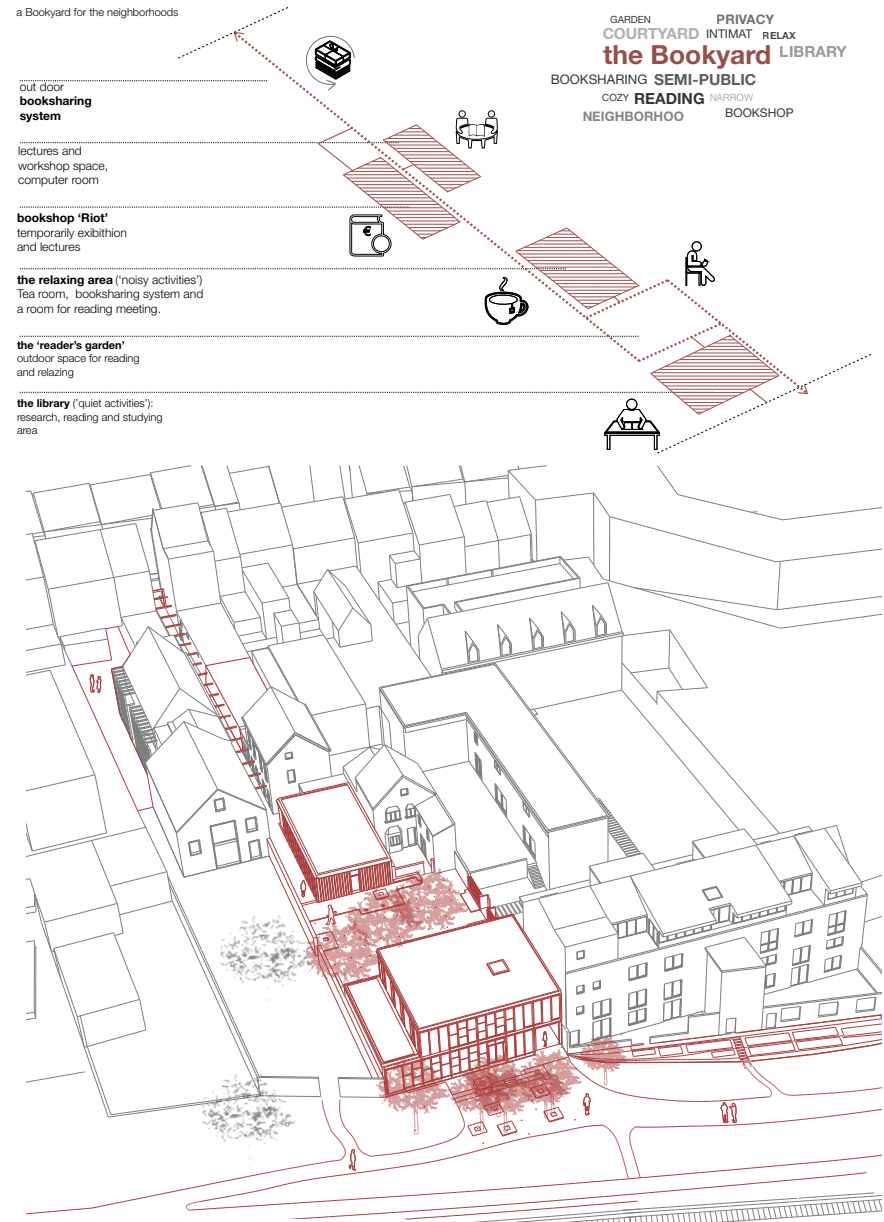 a Bookyard for the neighborhoods
GARDEN PRIVACY
COURTYARD INTIMAT RELAX
the Bookyard LIBRARY
BOOKSHARING SEMI-PUBLIC
COZY READING NARROW
NEIGHBORHOO BOOKSHOP
out door
booksharing
system
lectures and
workshop space,
computer room
bookshop ‘Riot’
temporarily exibithion
and lectures
€
the relaxing area (‘noisy activities’)
Tea room, booksharing system and
a room for reading meeting.
the ‘reader’s garden’
outdoor space for reading
and relazing
the library (’quiet activities’):
research, reading and studying
area